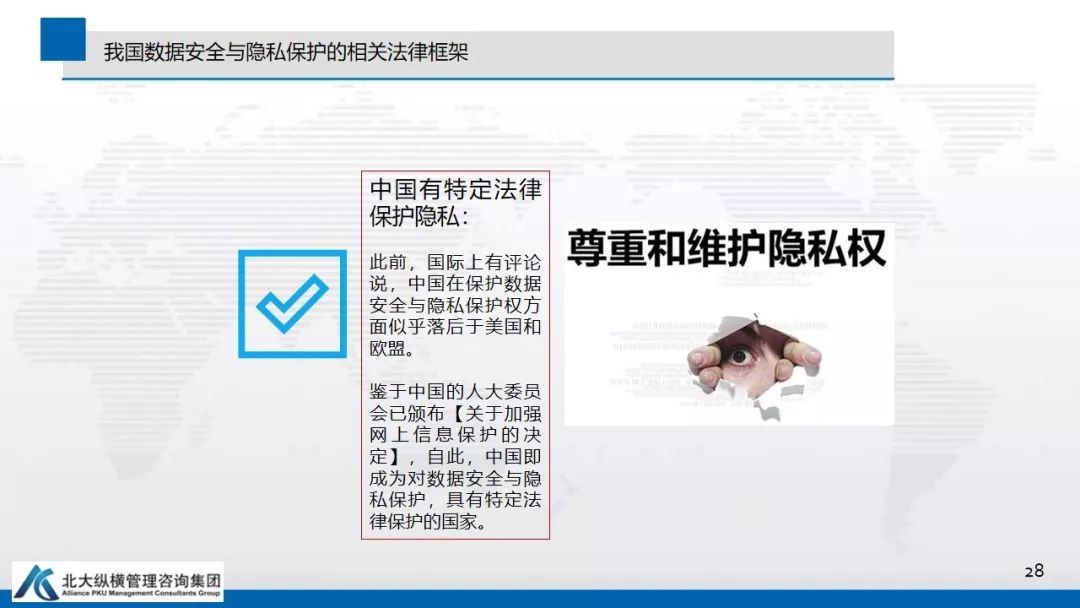 我国数据安全与隐私保护的相关法律框架
中国有特定法律
保护隐私：
此前，国际上有评论
说，中国在保护数据
安全与隐私保护权方
面似乎落后于美国和
欧盟。
鉴于中国的人大委员
会已颁布【关于加强
网上信息保护的决
定】，自此，中国即
成为对数据安全与隐
私保护，具有特定法
律保护的国家。
尊重和维护隐私权
北大纵横管理咨询集团
Alliance PKU Management Consultants Group
28